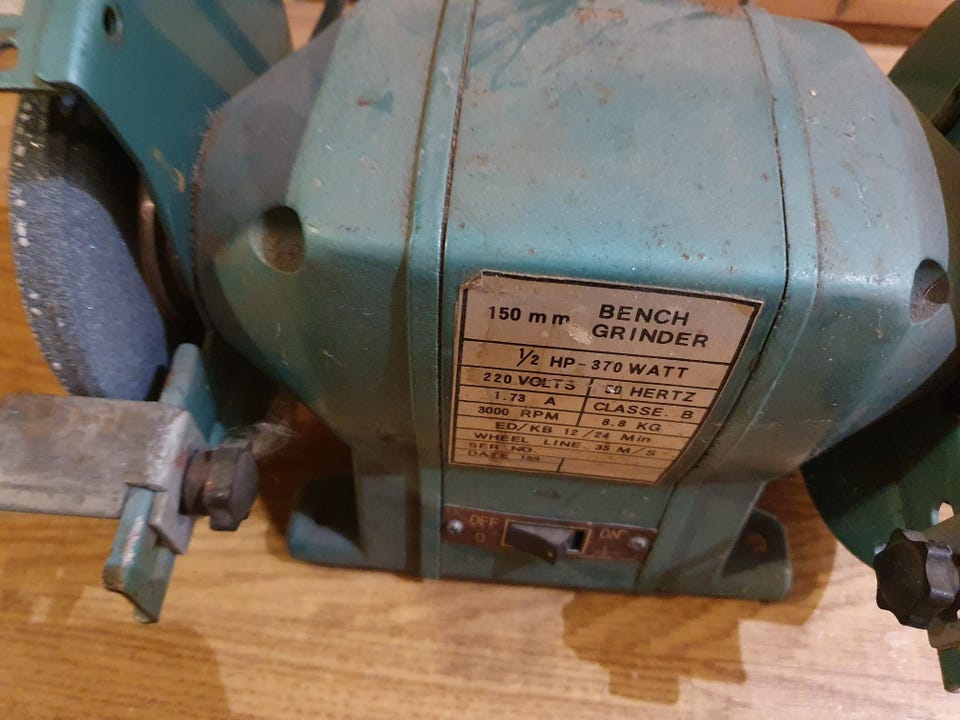 150 mm BENCH GRINDER
½ HP - 370 WATT
220 VOLTS 50 HERTZ
1.73 A CLASSE. B
3000 RPM 8.8 KG
ED/KB 12/24 Min
WHEEL LINE 35 M/S
SER NO.
DATE 199
OFF ON
O I